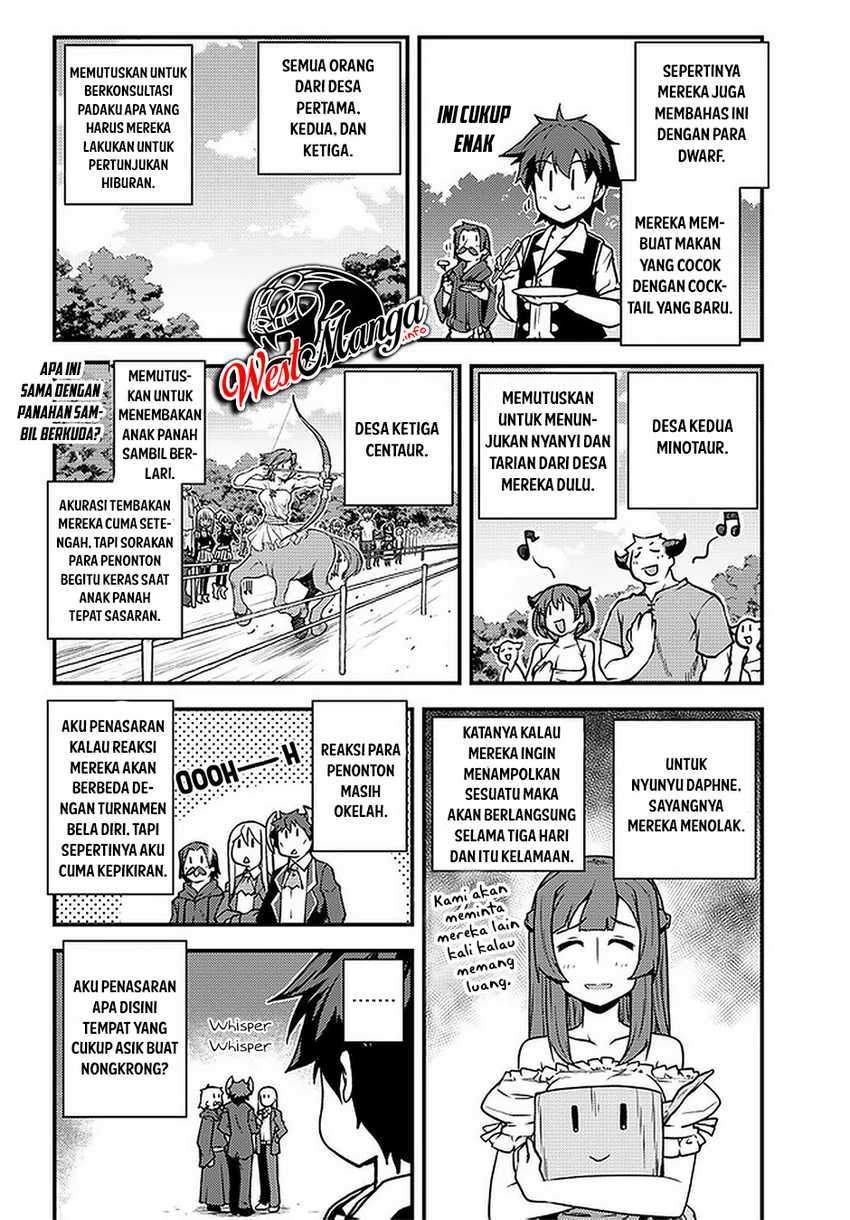 SEPERTINYA
MEREKA JUGA
MEMBAHAS INI
DENGAN PARA
DWARF.
MEREKA MEM-
BUAT MAKAN
YANG COCOK
DENGAN COCK-
TAIL YANG BARU.
INI CUKUP
ENAK
SEMUA ORANG
DARI DESA
PERTAMA,
KEDUA, DAN
KETIGA.
MEMUTUSKAN UNTUK
BERKONSULTASI
PADAKU APA YANG
HARUS MEREKA
LAKUKAN UNTUK
PERTUNJUKAN
HIBURAN.
WestManga
.info
DESA KEDUA
MINOTAUR.
MEMUTUSKAN
UNTUK MENUN-
JUKAN NYANYI DAN
TARIAN DARI DESA
MEREKA DULU.
DESA KETIGA
CENTAUR.
MEMUTUS-
KAN UNTUK
MENEMBAKAN
ANAK PANAH
SAMBIL BER-
LARI.
APA INI
SAMA DENGAN
PANAHAN SAM-
BIL BERKUDA?
AKURASI TEMBAKAN
MEREKA CUMA SETE-
NGAH, TAPI SORAKAN
PARA PENONTON
BEGITU KERAS SAAT
ANAK PANAH
TEPAT SASARAN.
UNTUK
NYUNYU DAPHNE,
SAYANGNYA
MEREKA MENOLAK.
KATANYA KALAU
MEREKA INGIN
MENAMPOLKAN
SESUATU MAKA
AKAN BERLANGSUNG
SELAMA TIGA HARI
DAN ITU KELAMAAN.
Kami akan
meminta
mereka lain
kali kalau
memang
luang.
REAKSI PARA
PENONTON
MASIH
OKELAH.
OOOH—H
AKU PENASARAN
KALAU REAKSI
MEREKA AKAN
BERBEDA DE-
NGAN TURNAMEN
BELA DIRI, TAPI
SEPERTINYA AKU
CUMA KEPIKIRAN.
........
Whisper
Whisper
AKU PENASARAN
APA DISINI
TEMPAT YANG
CUKUP ASIK BUAT
NONGKRONG?